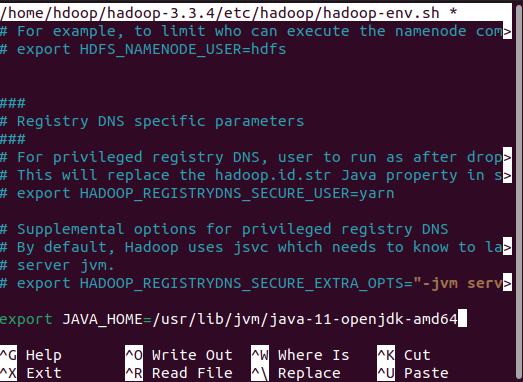 /home/hdoop/hadoop-3.3.4/etc/hadoop/hadoop-env.sh *
# For example, to limit who can execute the namenode com>
# export HDFS_NAMENODE_USER=hdfs
###
# Registry DNS specific parameters
###
# For privileged registry DNS, user to run as after drop>
# This will replace the hadoop.id.str Java property in s>
# export HADOOP_REGISTRYDNS_SECURE_USER=yarn
# Supplemental options for privileged registry DNS
# By default, Hadoop uses jsvc which needs to know to la>
# server jvm.
# export HADOOP_REGISTRYDNS_SECURE_EXTRA_OPTS="-jvm serv>
export JAVA_HOME=/usr/lib/jvm/java-11-openjdk-amd64
^G Help ^O Write Out ^W Where Is ^K Cut
^X Exit ^R Read File ^\ Replace ^U Paste